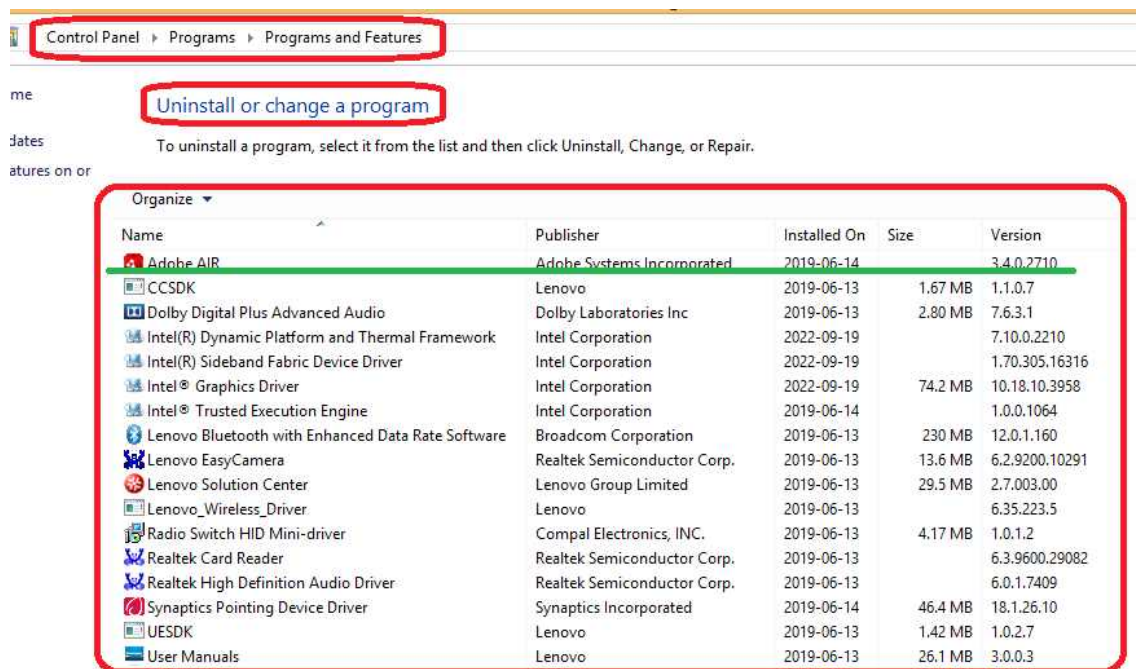 Control Panel Programs Programs and Features
me
Uninstall or change a program
dates
To uninstall a program, select it from the list and then click Uninstall, Change, or Repair.
atures on or
Organize
Name Publisher Installed On Size Version
Adobe AIR Adobe Systems Incorporated 2019-06-14 3.4.0.2710
CCSDK Lenovo 2019-06-13 1.67 MB 1.1.0.7
Dolby Digital Plus Advanced Audio Dolby Laboratories Inc 2019-06-13 2.80 MB 7.6.3.1
Intel(R) Dynamic Platform and Thermal Framework Intel Corporation 2022-09-19 7.10.0.2210
Intel(R) Sideband Fabric Device Driver Intel Corporation 2022-09-19 1.70.305.16316
Intel® Graphics Driver Intel Corporation 2022-09-19 74.2 MB 10.18.10.3958
Intel® Trusted Execution Engine Intel Corporation 2019-06-14 1.0.0.1064
Lenovo Bluetooth with Enhanced Data Rate Software Broadcom Corporation 2019-06-13 230 MB 12.0.1.160
Lenovo EasyCamera Realtek Semiconductor Corp. 2019-06-13 13.6 MB 6.2.9200.10291
Lenovo Solution Center Lenovo Group Limited 2019-06-13 29.5 MB 2.7.003.00
Lenovo_Wireless_Driver Lenovo 2019-06-13 6.35.223.5
Radio Switch HID Mini-driver Compal Electronics, INC. 2019-06-13 4.17 MB 1.0.1.2
Realtek Card Reader Realtek Semiconductor Corp. 2019-06-13 6.3.9600.29082
Realtek High Definition Audio Driver Realtek Semiconductor Corp. 2019-06-13 6.0.1.7409
Synaptics Pointing Device Driver Synaptics Incorporated 2019-06-14 46.4 MB 18.1.26.10
UESDK Lenovo 2019-06-13 1.42 MB 1.0.2.7
User Manuals Lenovo 2019-06-13 26.1 MB 3.0.0.3